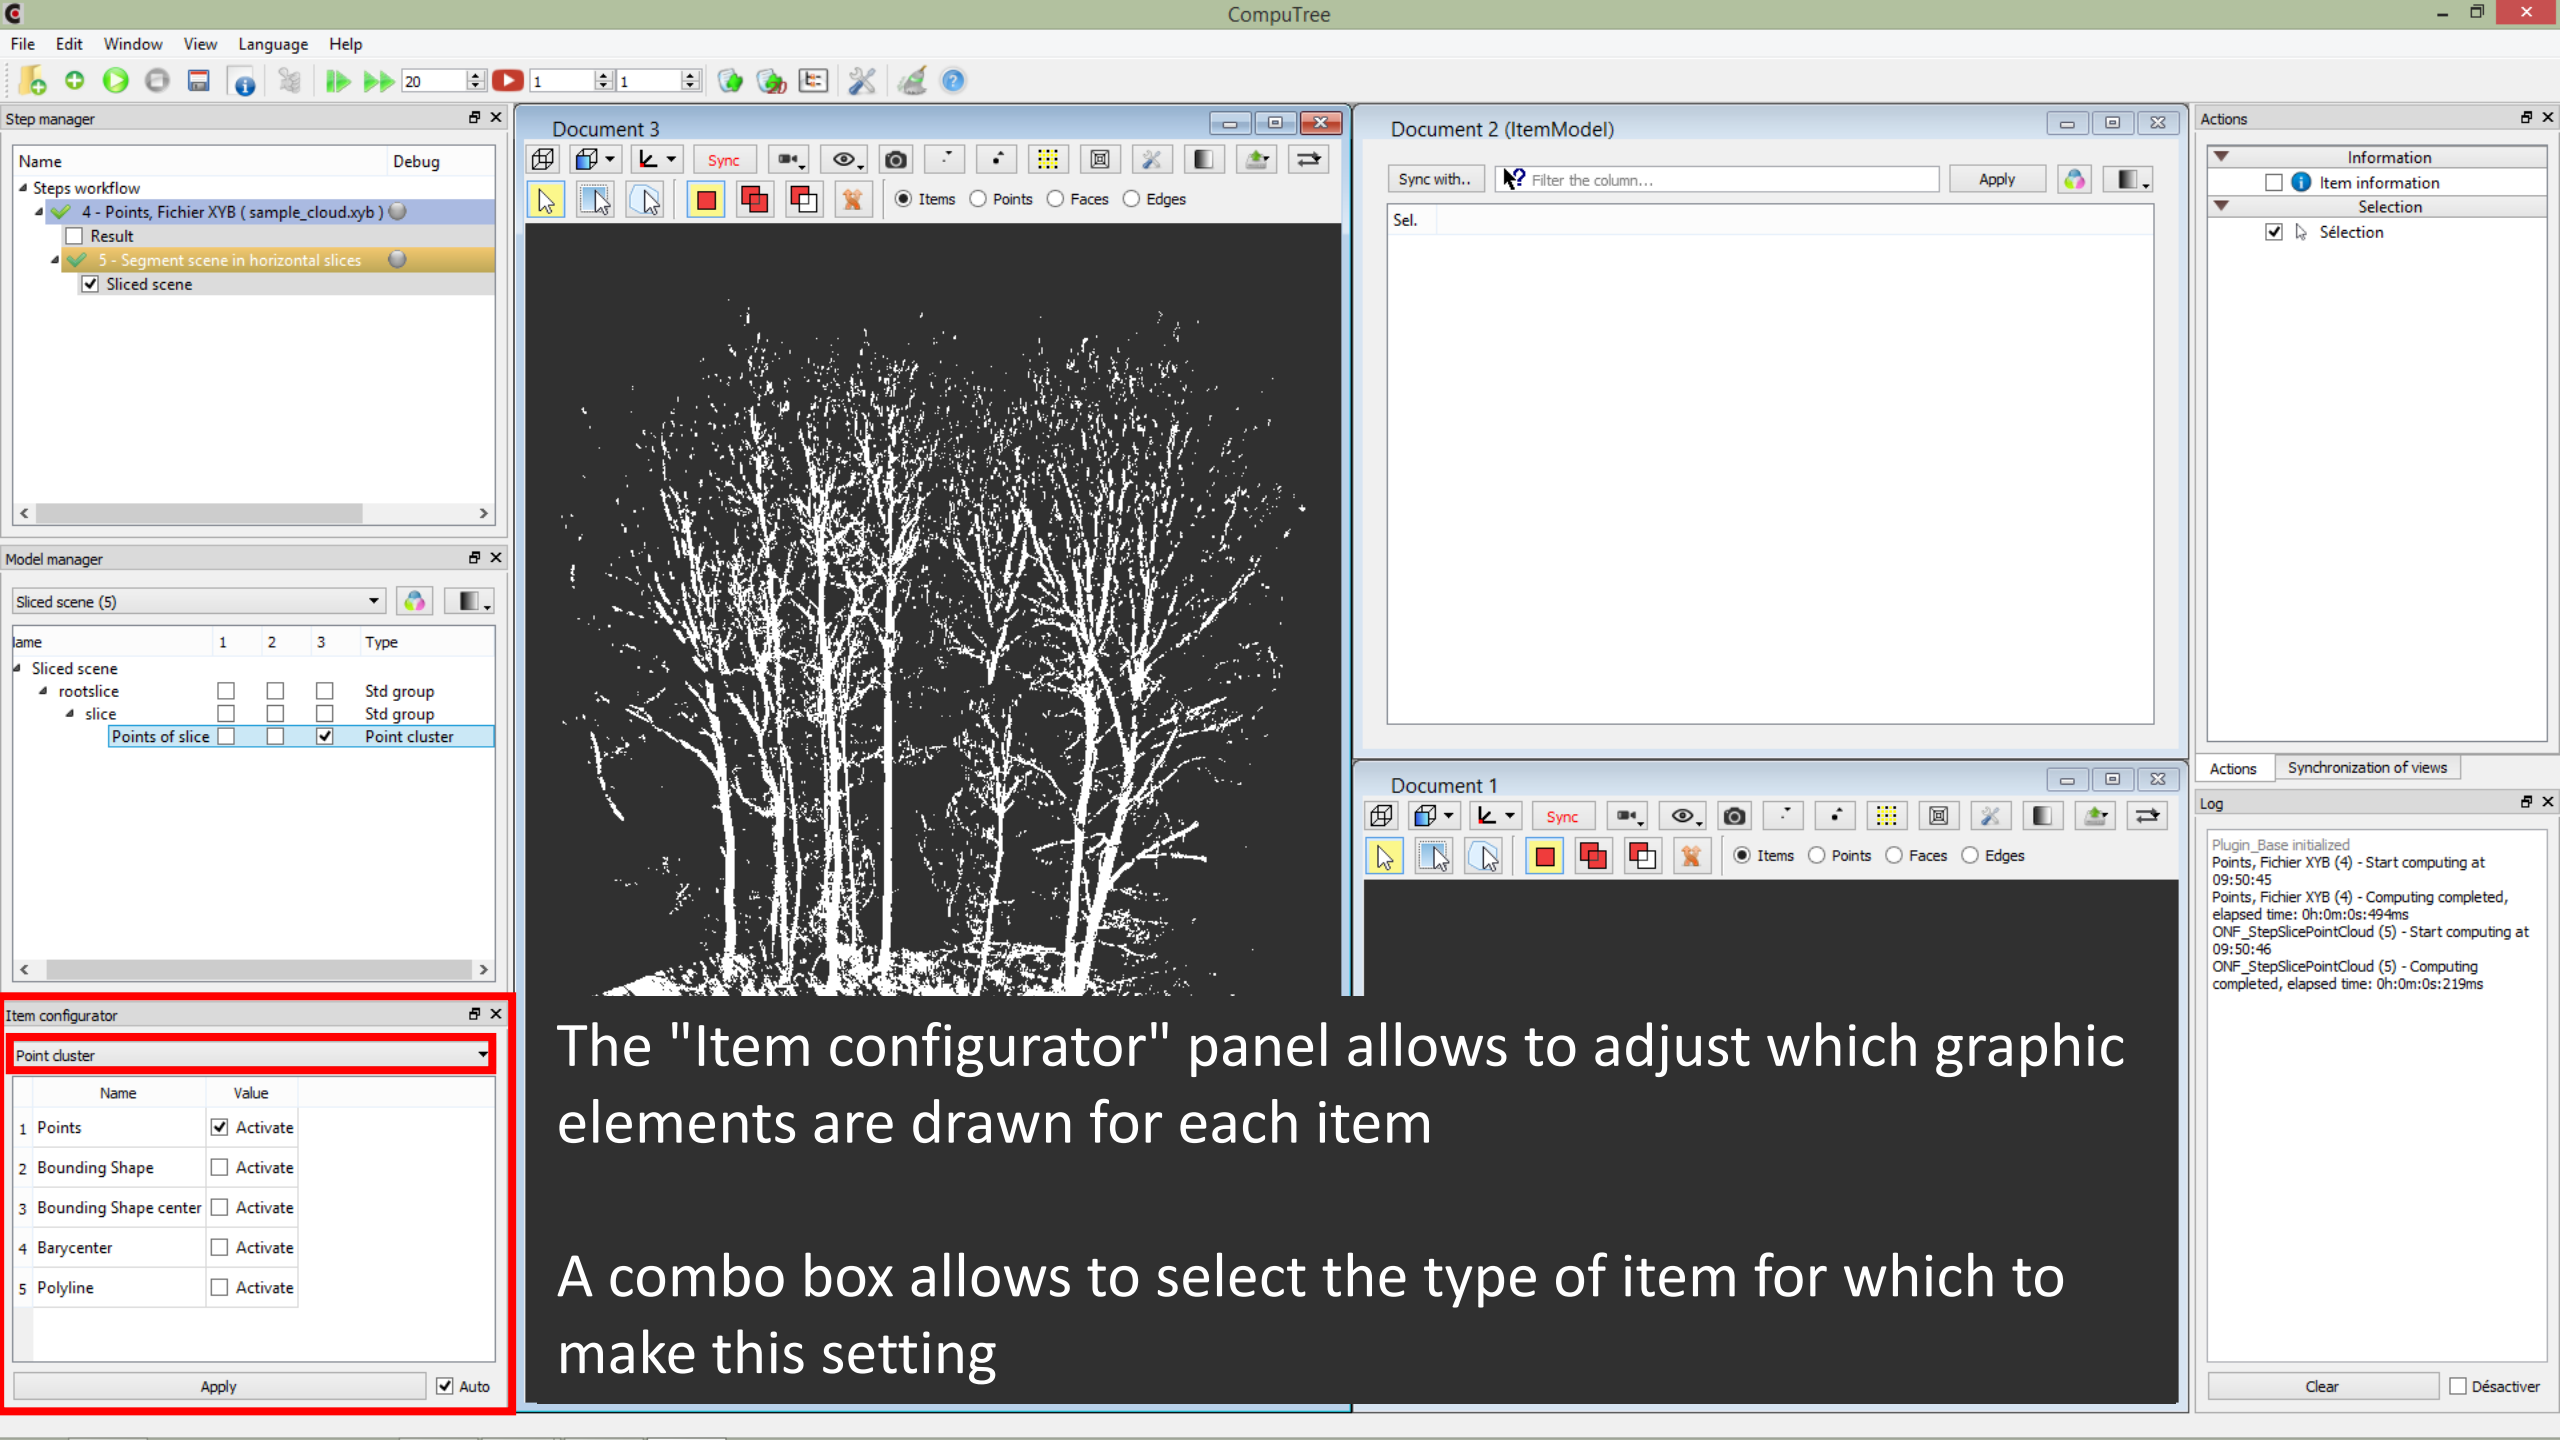 CompuTree
File Edit Window View Language Help
20 1 1
Step manager
Name Debug
Steps workflow
4 - Points, Fichier XYB ( sample_cloud.xyb )
Result
5 - Segment scene in horizontal slices
Sliced scene
Model manager
Sliced scene (5)
lame 1 2 3 Type
Sliced scene
rootslice Std group
slice Std group
Points of slice Point cluster
Item configurator
Point cluster
Name Value
1 Points Activate
2 Bounding Shape Activate
3 Bounding Shape center Activate
4 Barycenter Activate
5 Polyline Activate
Apply Auto
Document 3
Sync
Items Points Faces Edges
Document 2 (ItemModel)
Sync with.. Filter the column... Apply
Sel.
Document 1
Sync
Items Points Faces Edges
The "Item configurator" panel allows to adjust which graphic
elements are drawn for each item
A combo box allows to select the type of item for which to
make this setting
Actions
Information
Item information
Selection
Sélection
Actions Synchronization of views
Log
Plugin_Base initialized
Points, Fichier XYB (4) - Start computing at
09:50:45
Points, Fichier XYB (4) - Computing completed,
elapsed time: 0h:0m:0s:494ms
ONF_StepSlicePointCloud (5) - Start computing at
09:50:46
ONF_StepSlicePointCloud (5) - Computing
completed, elapsed time: 0h:0m:0s:219ms
Clear Désactiver